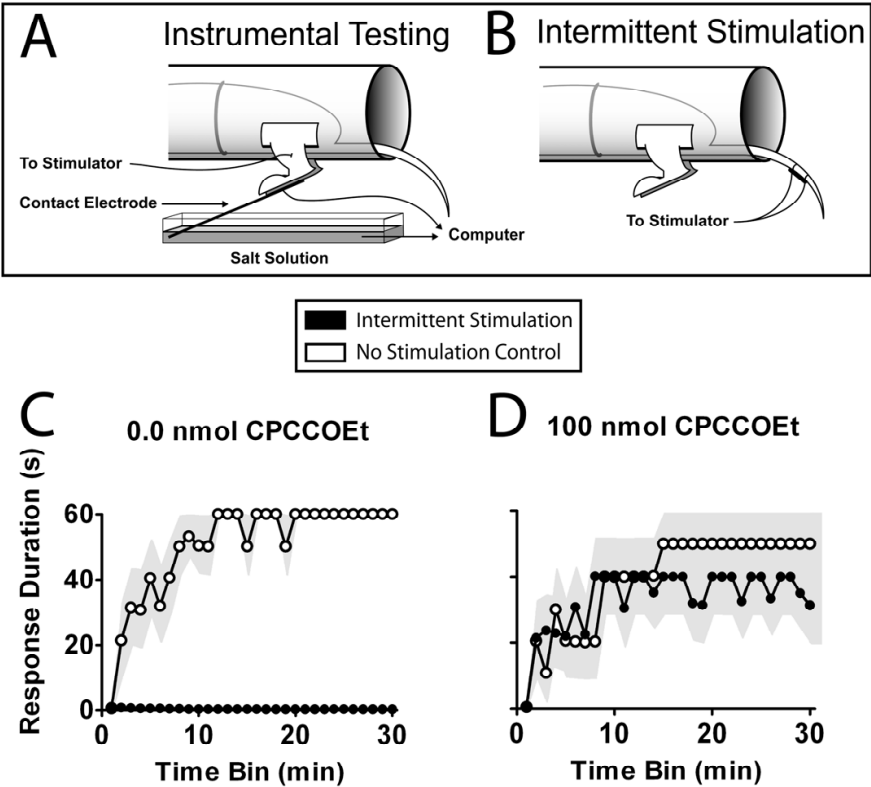 A Instrumental Testing
B Intermittent Stimulation
To Stimulator
Contact Electrode
Salt Solution
Computer
To Stimulator
Intermittent Stimulation
No Stimulation Control
C 0.0 nmol CPCCOEt
Response Duration (s)
60
40
20
0
0 10 20 30
Time Bin (min)
D 100 nmol CPCCOEt
0 10 20 30
Time Bin (min)